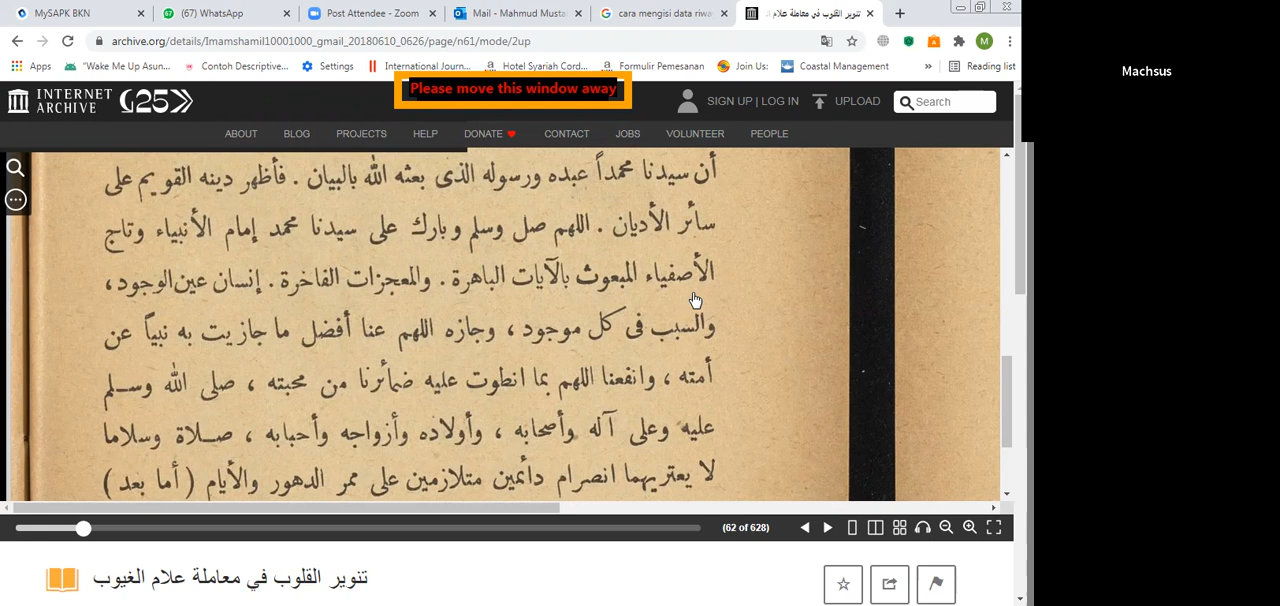 MySAPK BKN
(67) WhatsApp
Post Attendee - Zoom
Mail - Mahmud Musta
cara mengisi data riwa
تنوير القلوب في معاملة علام ا
archive.org/details/Imamshamil10001000_gmail_20180610_0626/page/n61/mode/2up
M
Apps
"Wake Me Up Asun...
Contoh Descriptive...
Settings
International Journ...
Hotel Syariah Cord...
Formulir Pemesanan
Join Us:
Coastal Management
»
Reading list
Please move this window away
Machsus
INTERNET ARCHIVE
25
SIGN UP | LOG IN
UPLOAD
Search
ABOUT
BLOG
PROJECTS
HELP
DONATE
CONTACT
JOBS
VOLUNTEER
PEOPLE
أن سيدنا محمداً عبده ورسوله الذى بعثه الله بالبيان . فأظهر دينه القويم على
سائر الأديان . اللهم صل وسلم وبارك على سيدنا محمد إمام الأنبياء وتاج
الأصفياء المبعوث بالآيات الباهرة . والمعجزات الفاخرة . إنسان عين الوجود ،
والسبب فى كل موجود ، وجازه اللهم عنا أفضل ما جازيت به نبياً عن
أمته ، وانفعنا اللهم بما انطوت عليه ضمائرنا من محبته ، صلى الله وسلم
عليه وعلى آله وأصحابه ، وأولاده وأزواجه وأحبابه ، صلاة وسلاما
لا يعتريهما انصرام دائمين متلازمين على ممر الدهور والأيام ( أما بعد )
(62 of 628)
تنوير القلوب في معاملة علام الغيوب